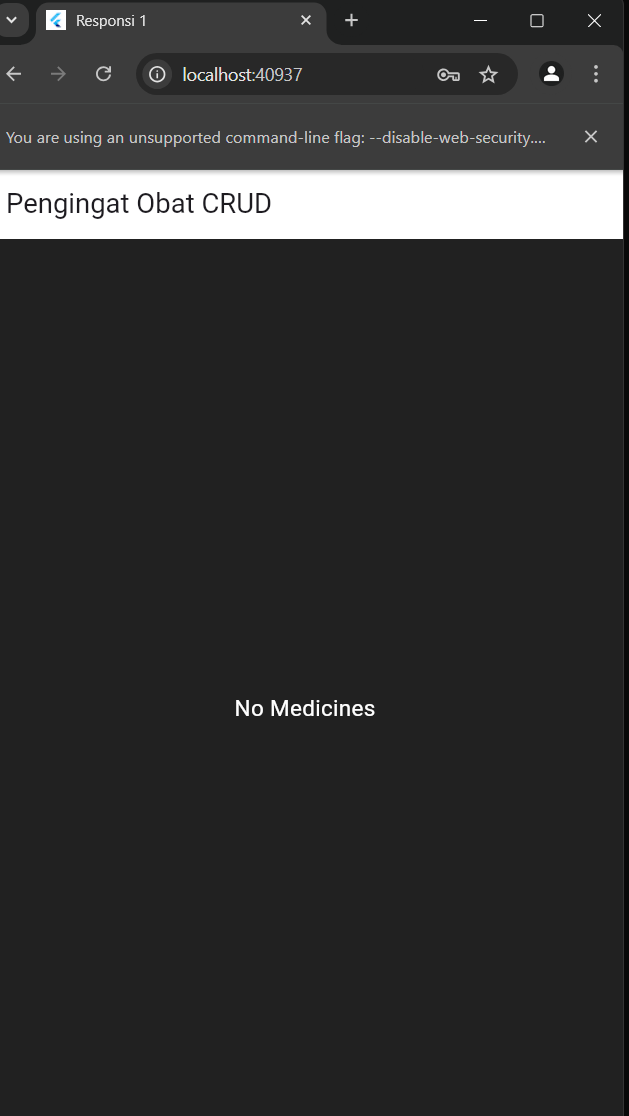 Responsi 1
localhost:40937
You are using an unsupported command-line flag: --disable-web-security....
Pengingat Obat CRUD
No Medicines